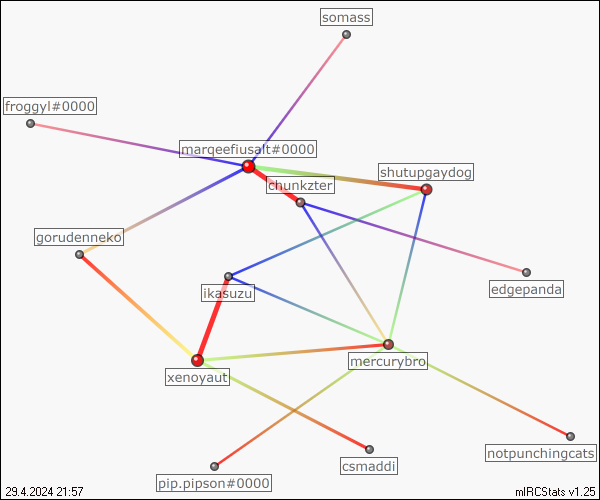 somass
froggyl#0000
marqeefiusalt#0000
shutupgaydog
chunkzter
gorudenneko
edgepanda
ikasuzu
mercurybro
xenoyaut
notpunchingcats
csmaddi
pip.pipson#0000
29.4.2024 21:57
mIRCStats v1.25